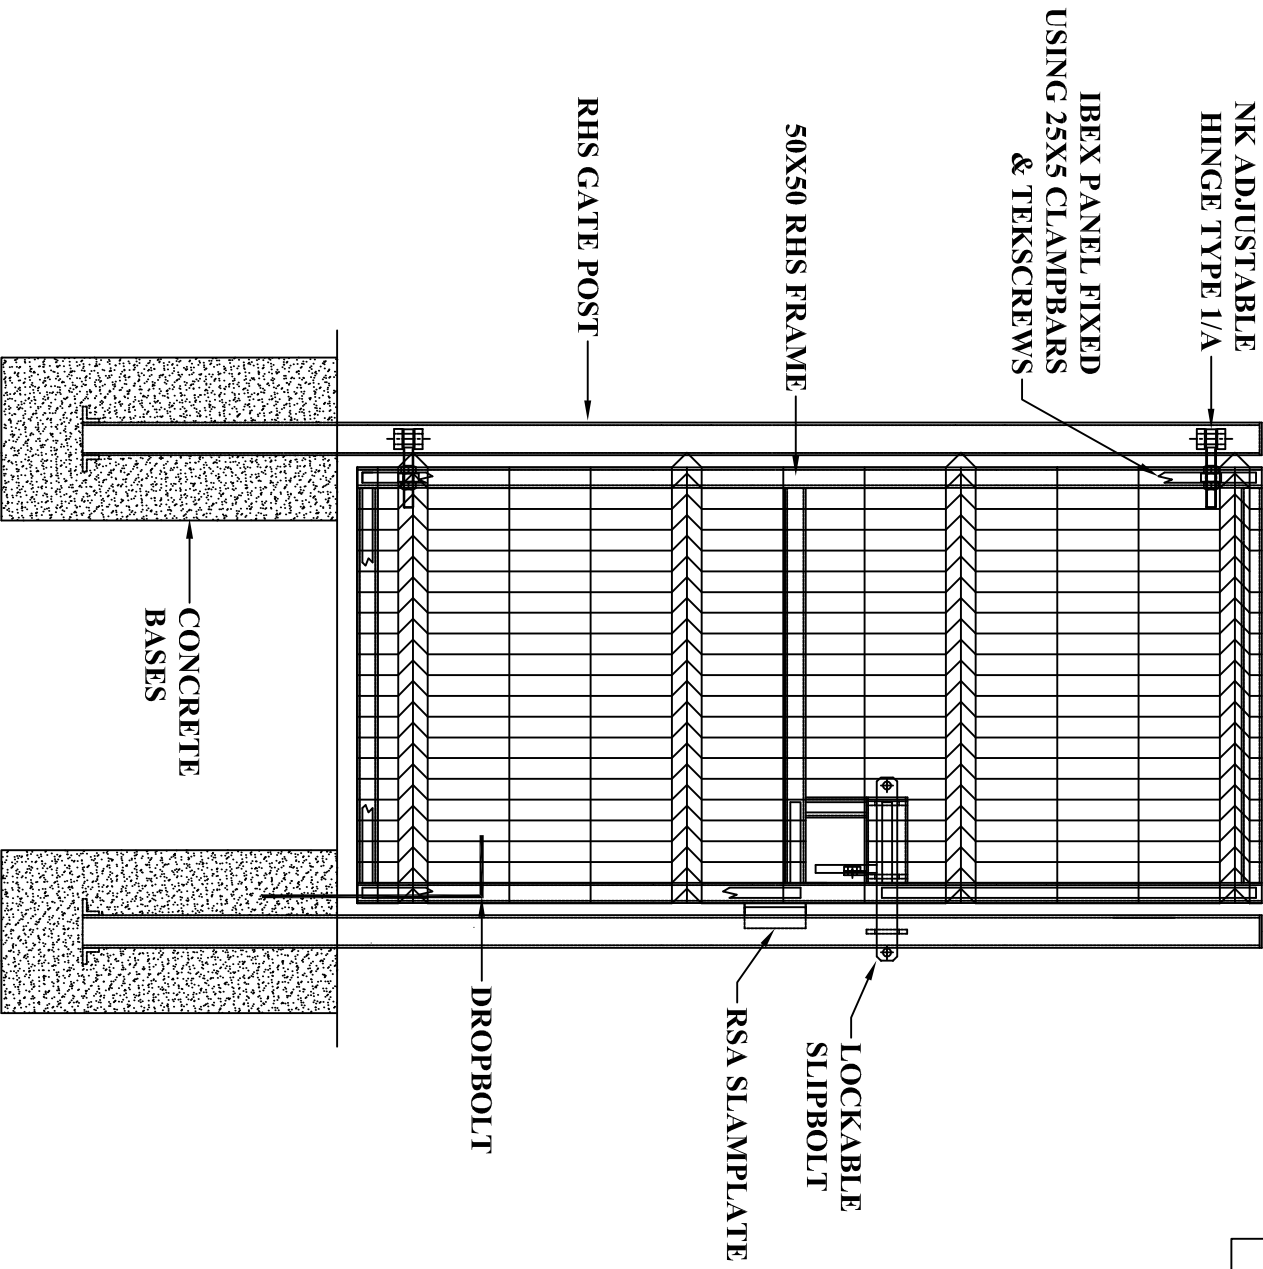 NK ADJUSTABLE
HINGE TYPE 1/A
IBEX PANEL FIXED
USING 25X5 CLAMPBARS
& TEKSCREWS
50X50 RHS FRAME
RHS GATE POST
LOCKABLE
SLIPBOLT
RSA SLAMPLATE
DROPBOLT
CONCRETE
BASES